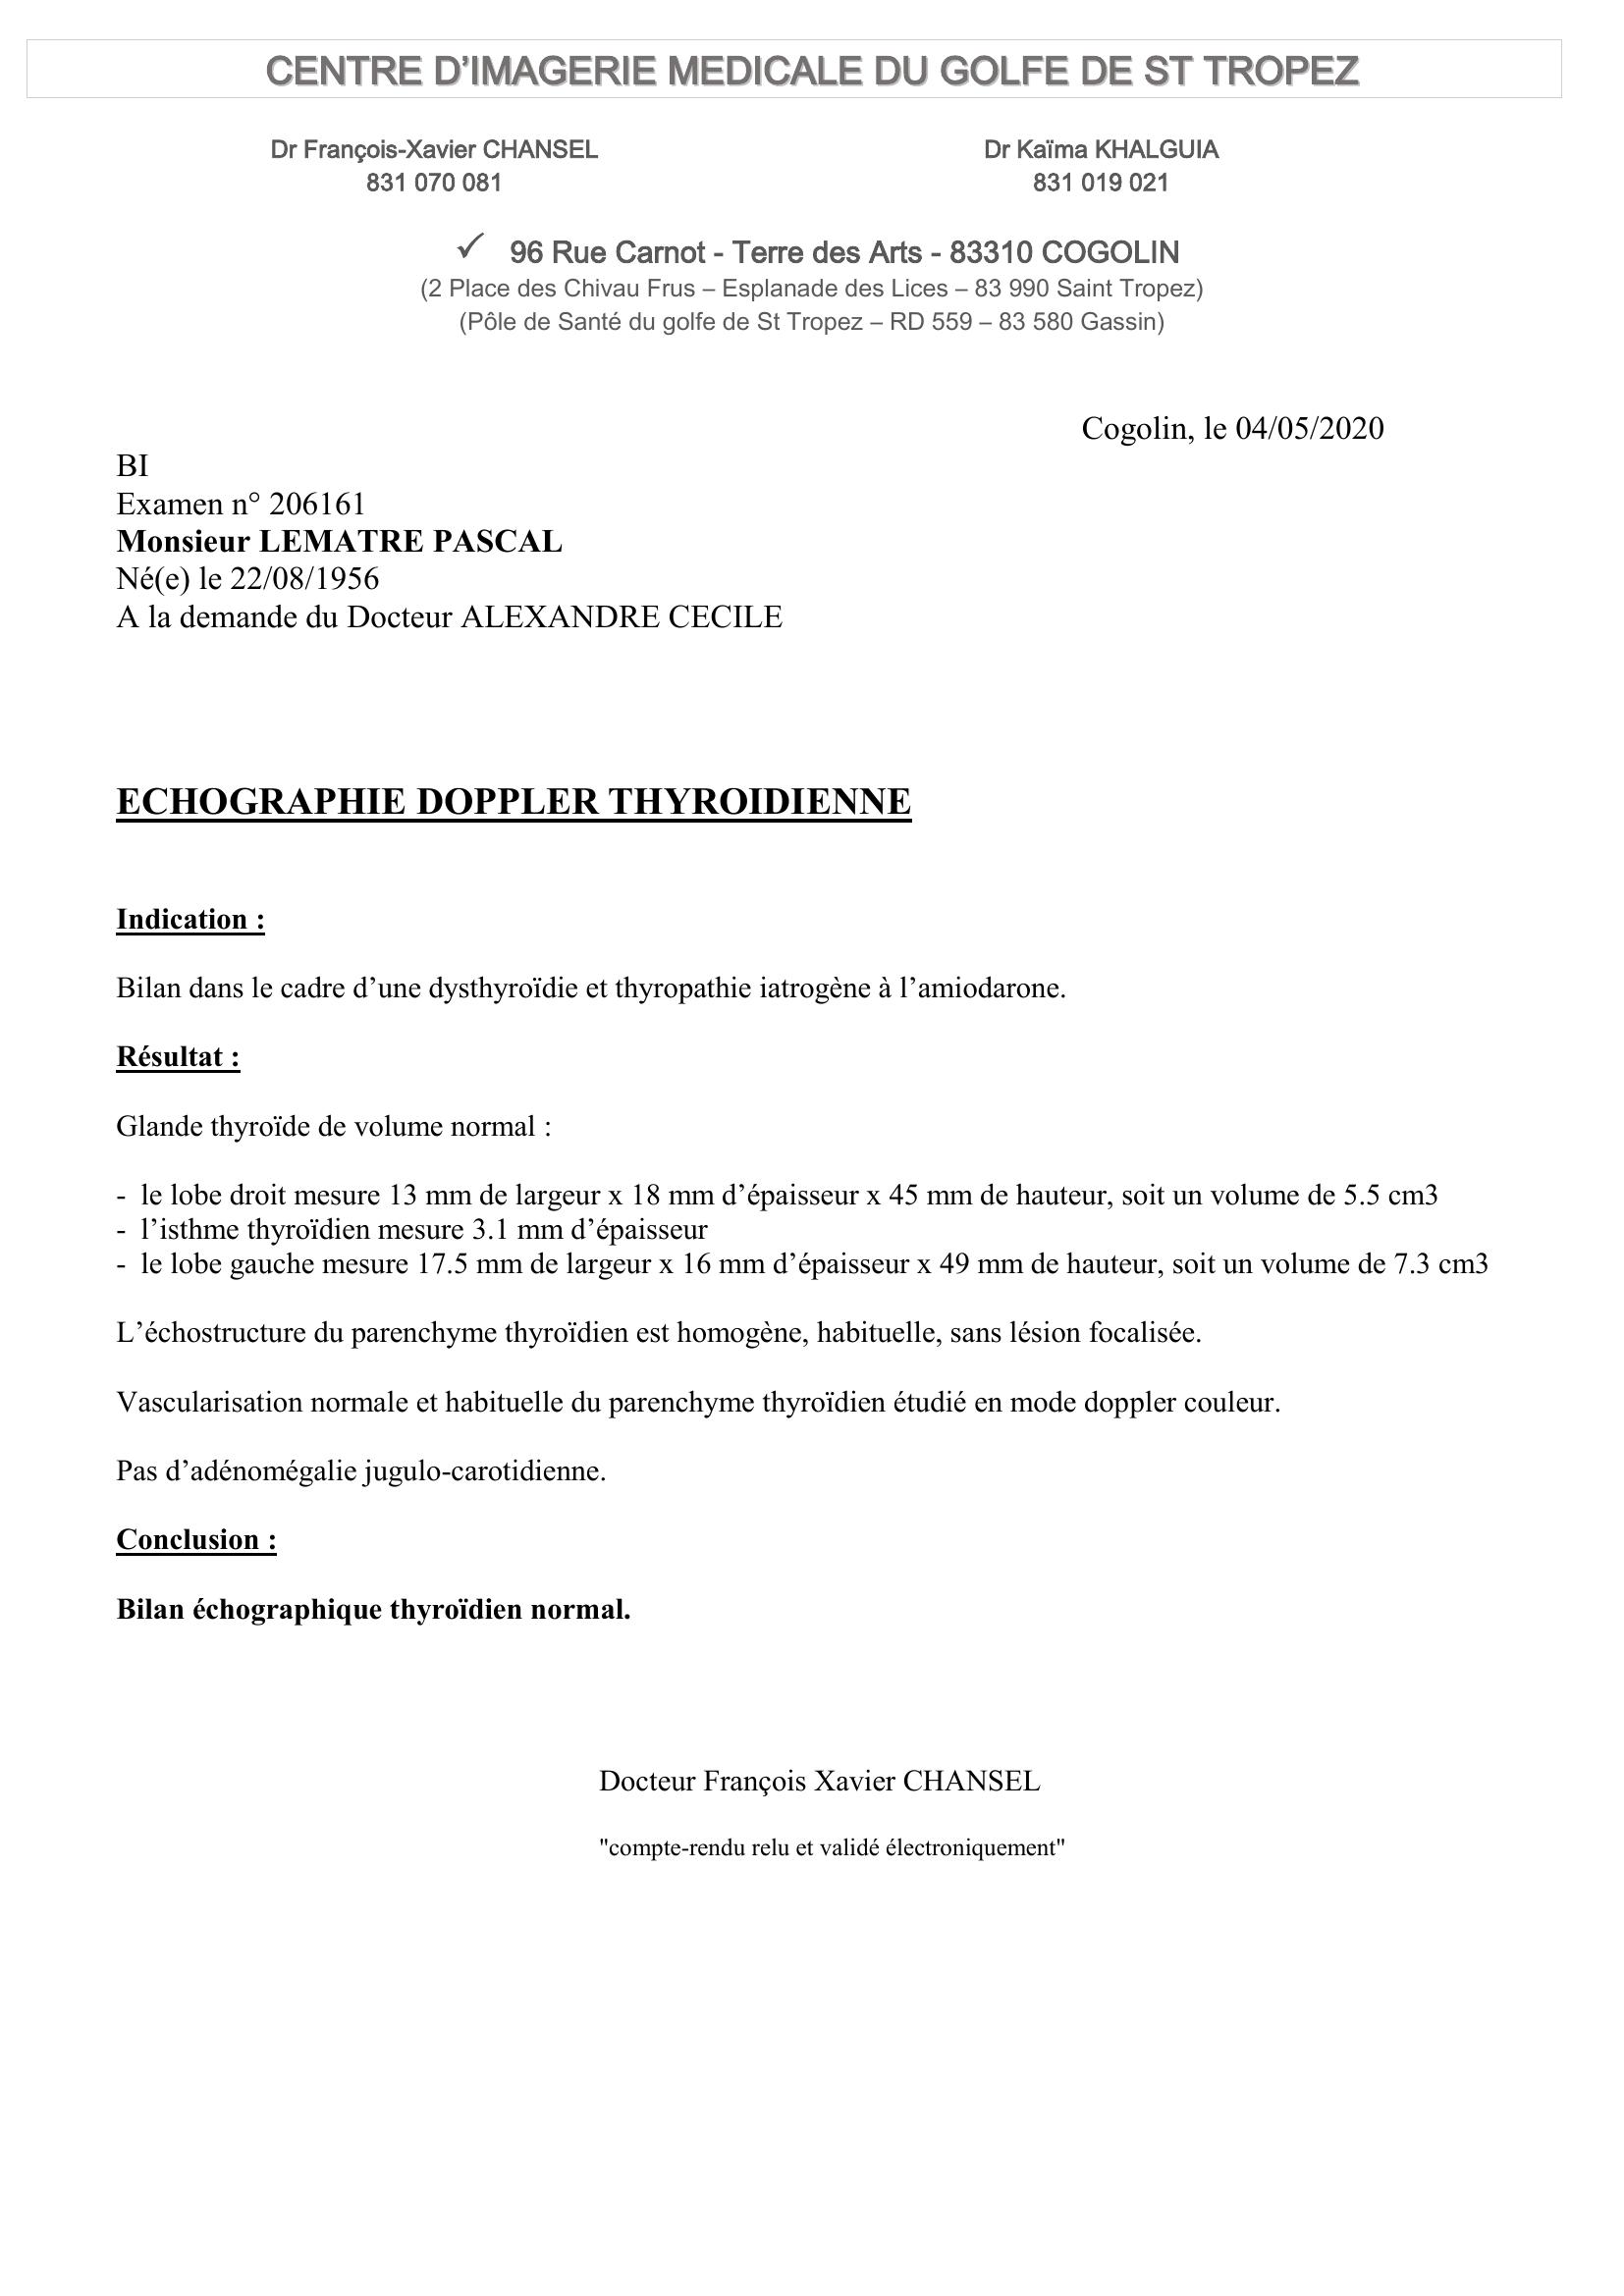 CENTRE D’IMAGERIE MEDICALE DU GOLFE DE ST TROPEZ
Dr François-Xavier CHANSEL
831 070 081
Dr Kaïma KHALGUIA
831 019 021
✓ 96 Rue Carnot - Terre des Arts - 83310 COGOLIN
(2 Place des Chivau Frus – Esplanade des Lices – 83 990 Saint Tropez)
(Pôle de Santé du golfe de St Tropez – RD 559 – 83 580 Gassin)
Cogolin, le 04/05/2020
BI
Examen n° 206161
Monsieur LEMATRE PASCAL
Né(e) le 22/08/1956
A la demande du Docteur ALEXANDRE CECILE
ECHOGRAPHIE DOPPLER THYROIDIENNE
Indication :
Bilan dans le cadre d’une dysthyroïdie et thyropathie iatrogène à l’amiodarone.
Résultat :
Glande thyroïde de volume normal :
- le lobe droit mesure 13 mm de largeur x 18 mm d’épaisseur x 45 mm de hauteur, soit un volume de 5.5 cm3
- l’isthme thyroïdien mesure 3.1 mm d’épaisseur
- le lobe gauche mesure 17.5 mm de largeur x 16 mm d’épaisseur x 49 mm de hauteur, soit un volume de 7.3 cm3
L’échostructure du parenchyme thyroïdien est homogène, habituelle, sans lésion focalisée.
Vascularisation normale et habituelle du parenchyme thyroïdien étudié en mode doppler couleur.
Pas d’adénomégalie jugulo-carotidienne.
Conclusion :
Bilan échographique thyroïdien normal.
Docteur François Xavier CHANSEL
"compte-rendu relu et validé électroniquement"